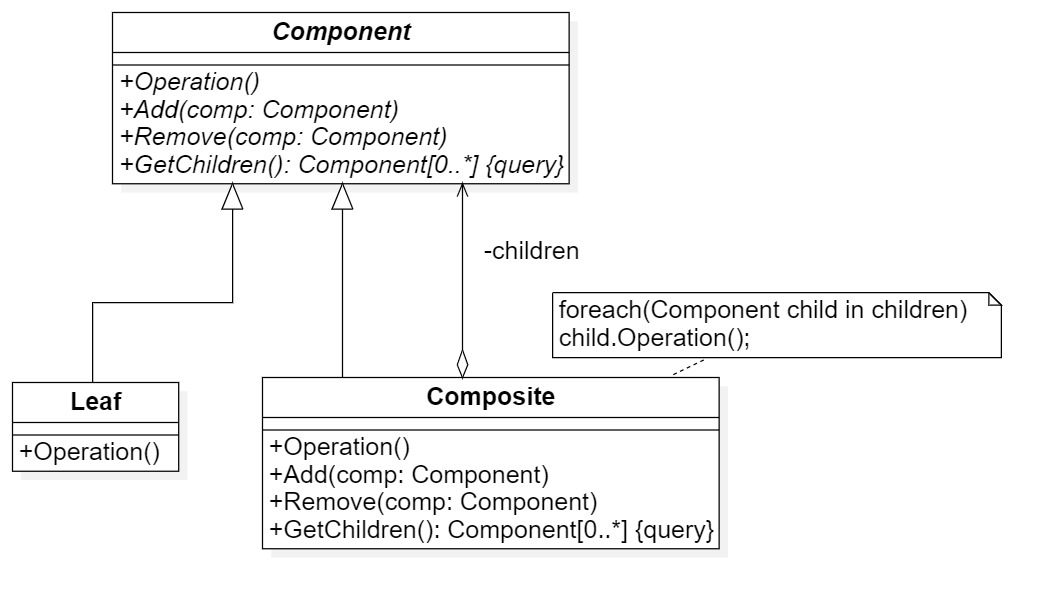 Component
+Operation()
+Add(comp: Component)
+Remove(comp: Component)
+GetChildren(): Component[0..*] {query}
-children
foreach(Component child in children)
child.Operation();
Leaf
+Operation()
Composite
+Operation()
+Add(comp: Component)
+Remove(comp: Component)
+GetChildren(): Component[0..*] {query}